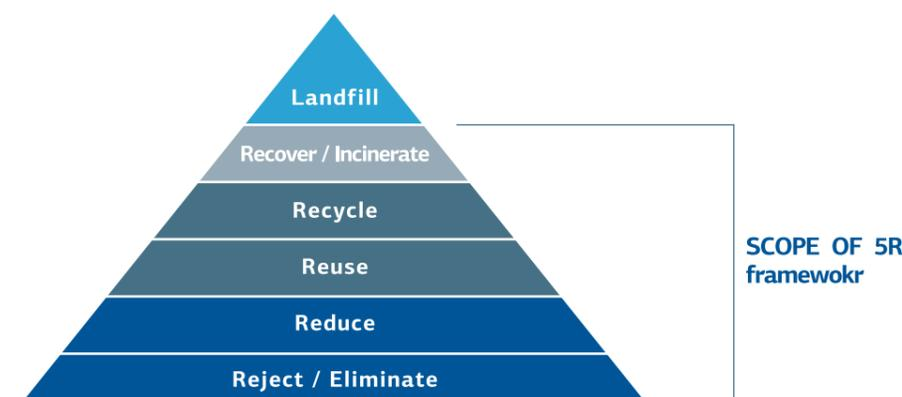 Landfill
Recover / Incinerate
Recycle
Reuse
Reduce
Reject / Eliminate
SCOPE OF 5R
framewokr